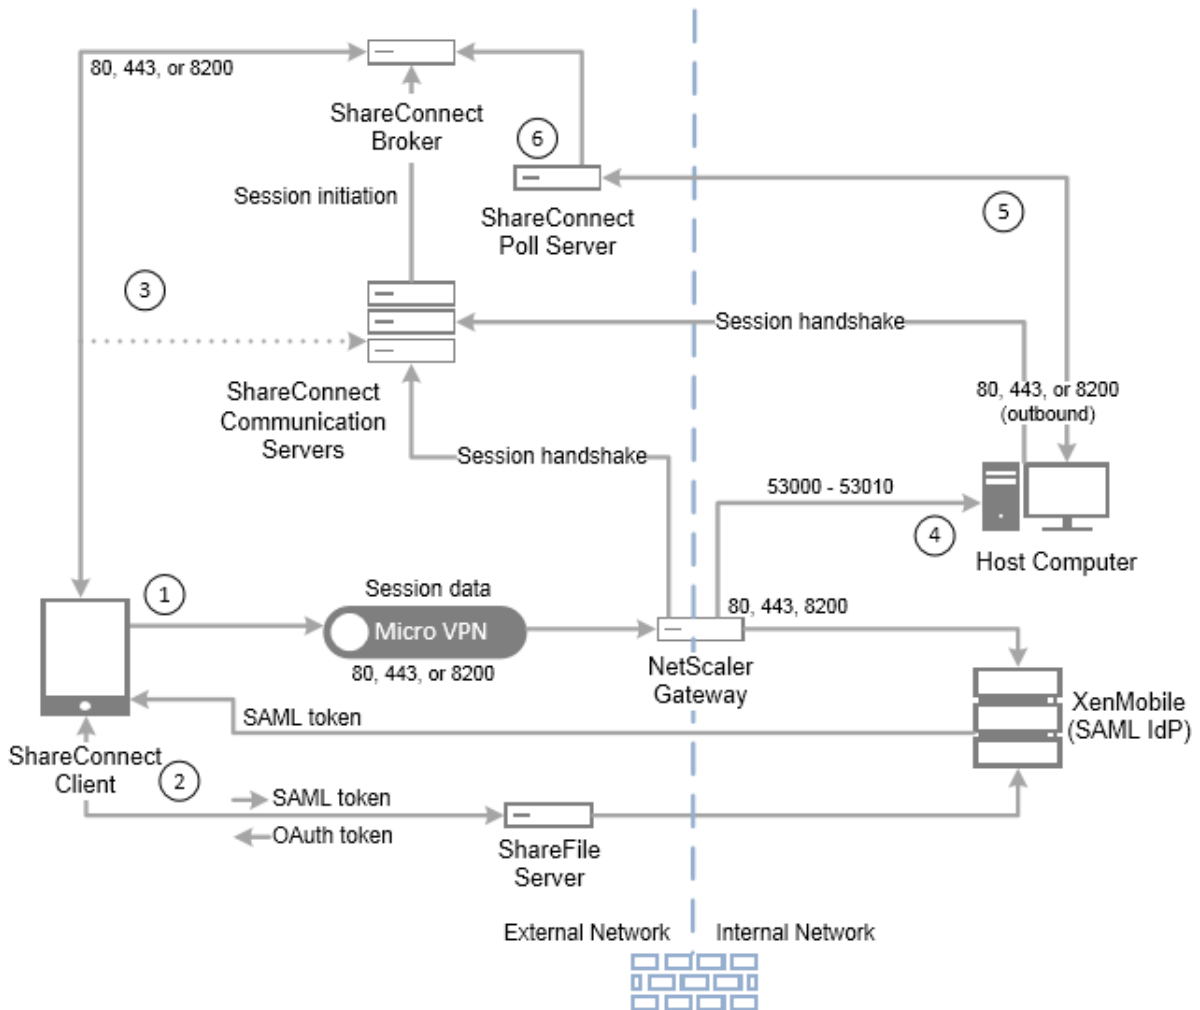 80, 443, or 8200
ShareConnect
Broker
6
Session initiation
ShareConnect
Poll Server
5
3
Session handshake
ShareConnect
Communication
Servers
80, 443, or 8200
(outbound)
Session handshake
53000 - 53010
4
Host Computer
1
Session data
Micro VPN
80, 443, or 8200
80, 443, 8200
NetScaler
Gateway
XenMobile
(SAML IdP)
SAML token
ShareConnect
Client
2
SAML token
OAuth token
ShareFile
Server
External Network
Internal Network